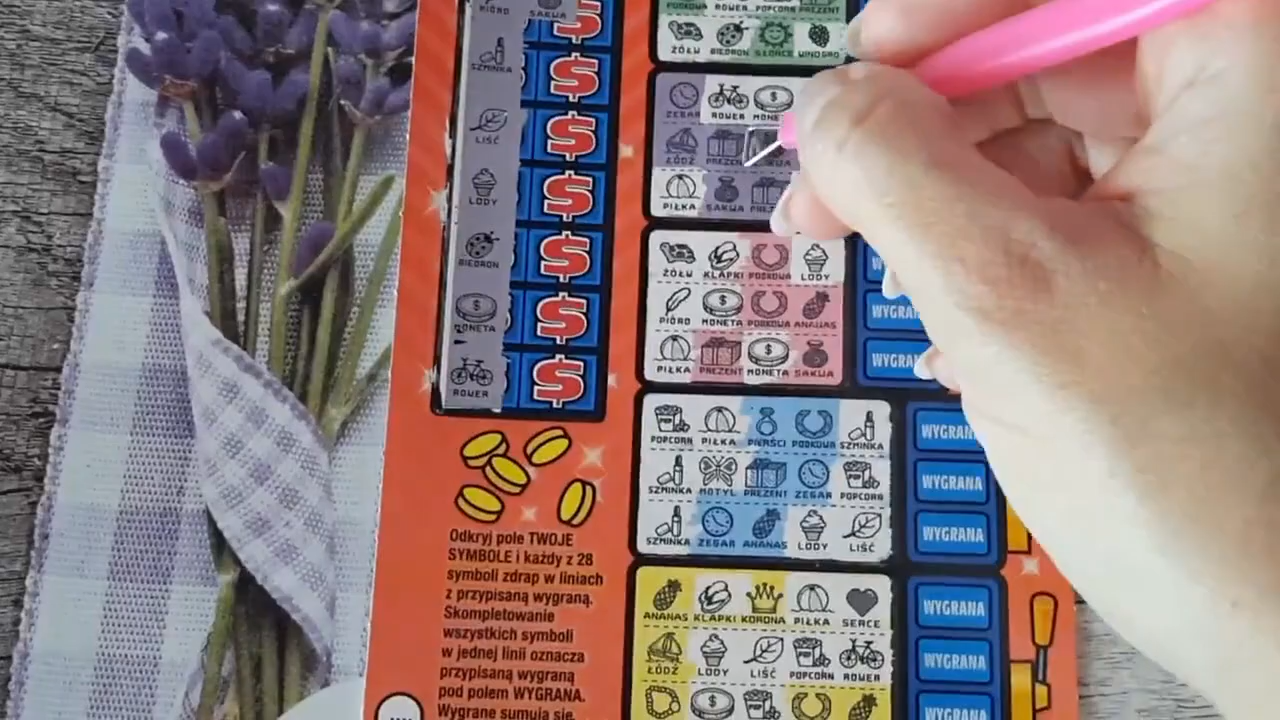 PIÓRO SAKWA
SZMINKA
LIŚĆ
LODY
BIEDRON
MONETA
ROWER
$
$
$
$
$
$
$
ROWER POPCORN PREZENT
ŻÓŁW BIEDRON SŁOŃCE WINOGRO
ZEGAR ROWER MONETA
ŁÓDŹ PREZENT
PIŁKA SAKWA PREZ
ŻÓŁW KLAPKI PODKOWA LODY
PIÓRO MONETA PODKOWA ANANAS
PIŁKA PREZENT MONETA SAKWA
WYGRAN
WYGRAN
POPCORN PIŁKA PIERŚCI PODKOWA SZMINKA
WYGRANA
SZMINKA MOTYL PREZENT ZEGAR POPCORN
WYGRANA
SZMINKA ZEGAR ANANAS LODY LIŚĆ
WYGRANA
ANANAS KLAPKI KORONA PIŁKA SERCE
WYGRANA
ŁÓDŹ LODY LIŚĆ POPCORN ROWER
WYGRANA
WYGRANA
Odkryj pole TWOJE
SYMBOLE i każdy z 28
symboli zdrap w liniach
z przypisaną wygraną.
Skompletowanie
wszystkich symboli
w jednej linii oznacza
przypisaną wygraną
pod polem WYGRANA.
Wygrane sumują się.